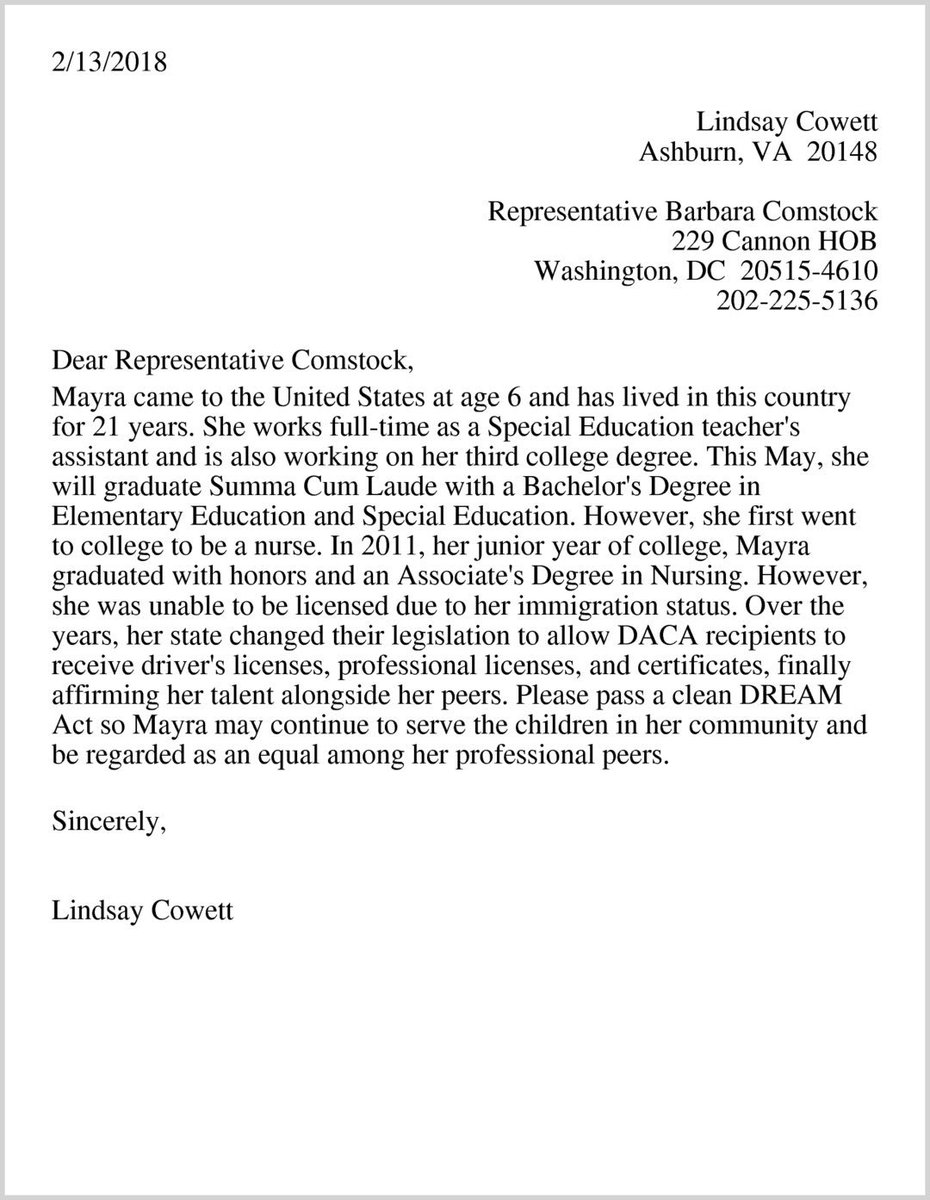 2/13/2018
Lindsay Cowett
Ashburn, VA  20148
Representative Barbara Comstock
229 Cannon HOB
Washington, DC  20515-4610
202-225-5136
Dear Representative Comstock,
Mayra came to the United States at age 6 and has lived in this country
for 21 years. She works full-time as a Special Education teacher's
assistant and is also working on her third college degree. This May, she
will graduate Summa Cum Laude with a Bachelor's Degree in
Elementary Education and Special Education. However, she first went
to college to be a nurse. In 2011, her junior year of college, Mayra
graduated with honors and an Associate's Degree in Nursing. However,
she was unable to be licensed due to her immigration status. Over the
years, her state changed their legislation to allow DACA recipients to
receive driver's licenses, professional licenses, and certificates, finally
affirming her talent alongside her peers. Please pass a clean DREAM
Act so Mayra may continue to serve the children in her community and
be regarded as an equal among her professional peers.
Sincerely,
Lindsay Cowett